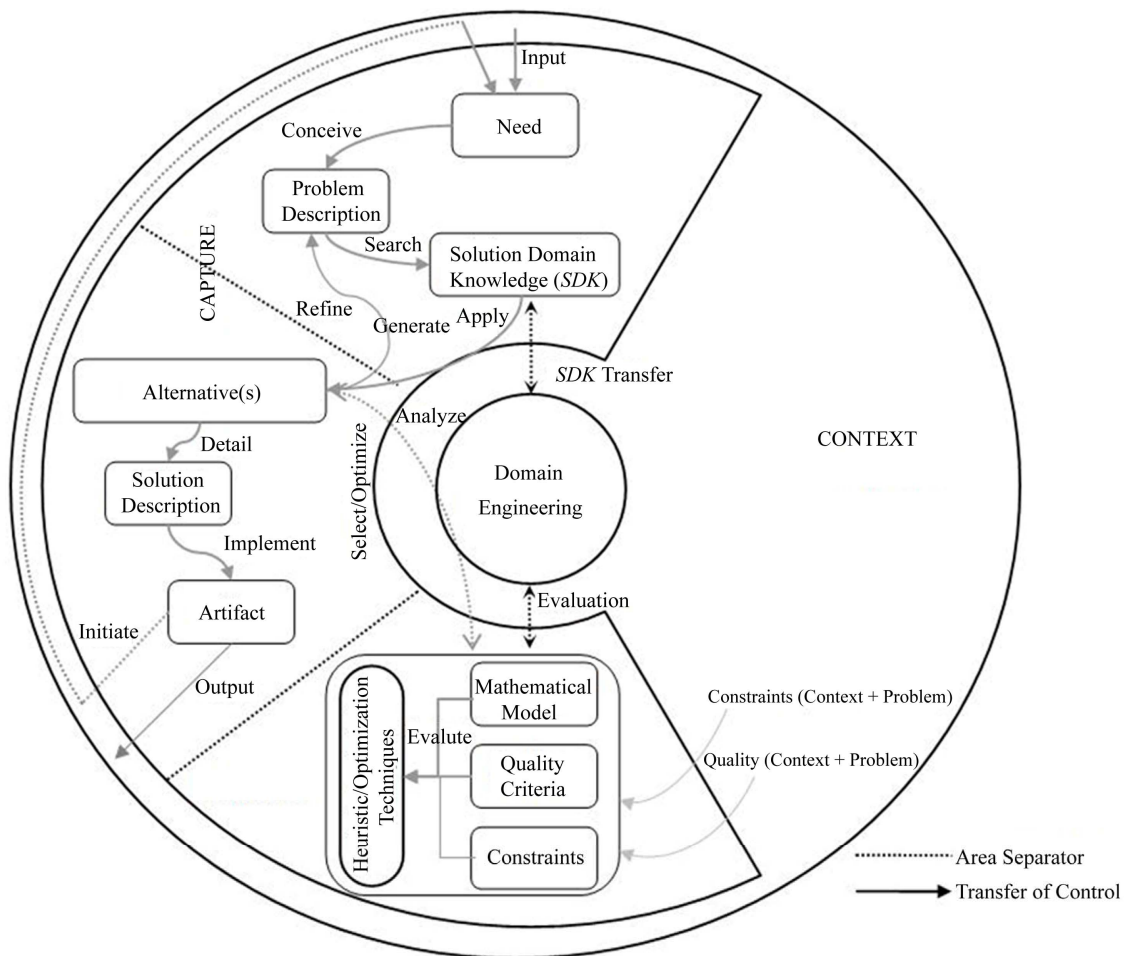 Input
Need
Conceive
Problem
Description
Search
Solution Domain
Knowledge (SDK)
CAPTURE
Refine
Generate
Apply
SDK Transfer
Alternative(s)
Analyze
Detail
Solution
Description
Select/Optimize
Domain
Engineering
CONTEXT
Implement
Artifact
Evaluation
Initiate
Output
Mathematical
Model
Evalute
Quality
Criteria
Constraints
Heuristic/Optimization
Techniques
Constraints (Context + Problem)
Quality (Context + Problem)
Area Separator
Transfer of Control